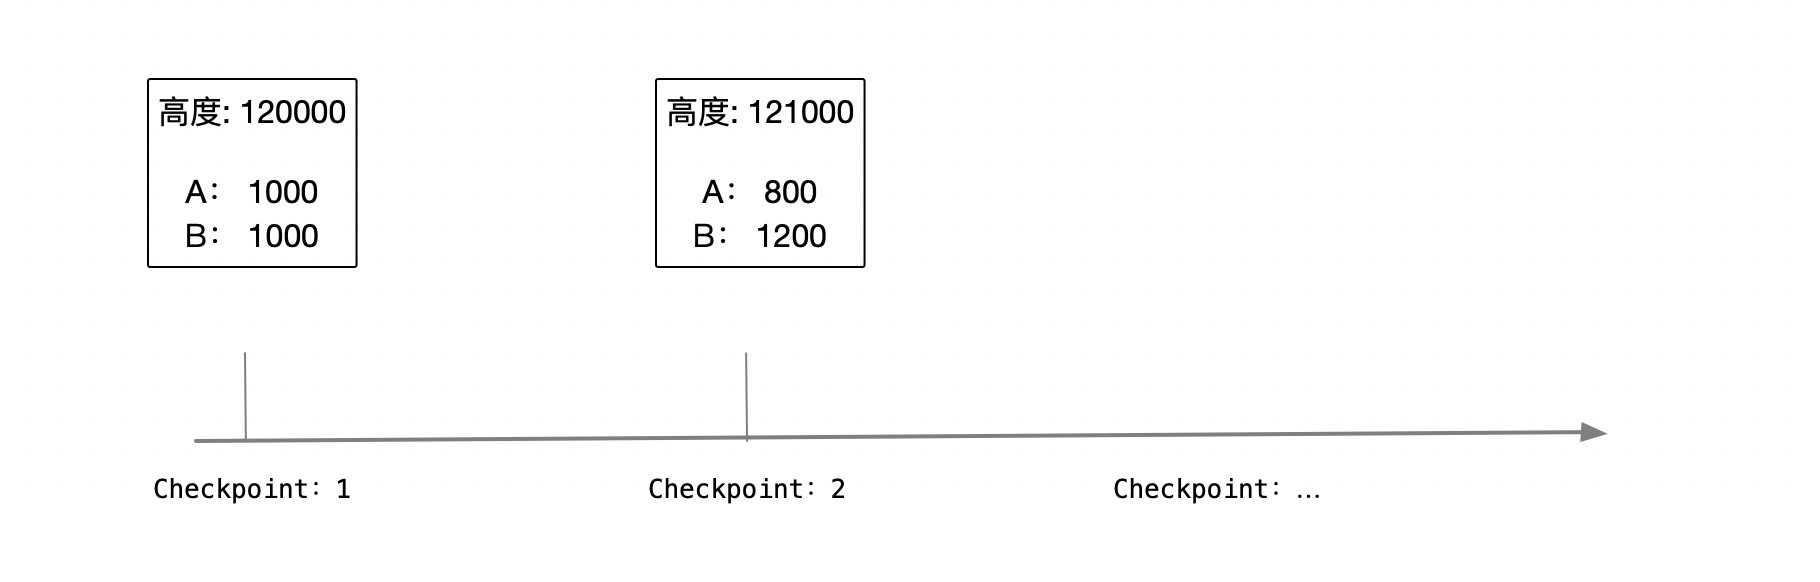 高度: 120000
A： 1000
B： 1000
高度: 121000
A： 800
B： 1200
Checkpoint：1
Checkpoint：2
Checkpoint：...